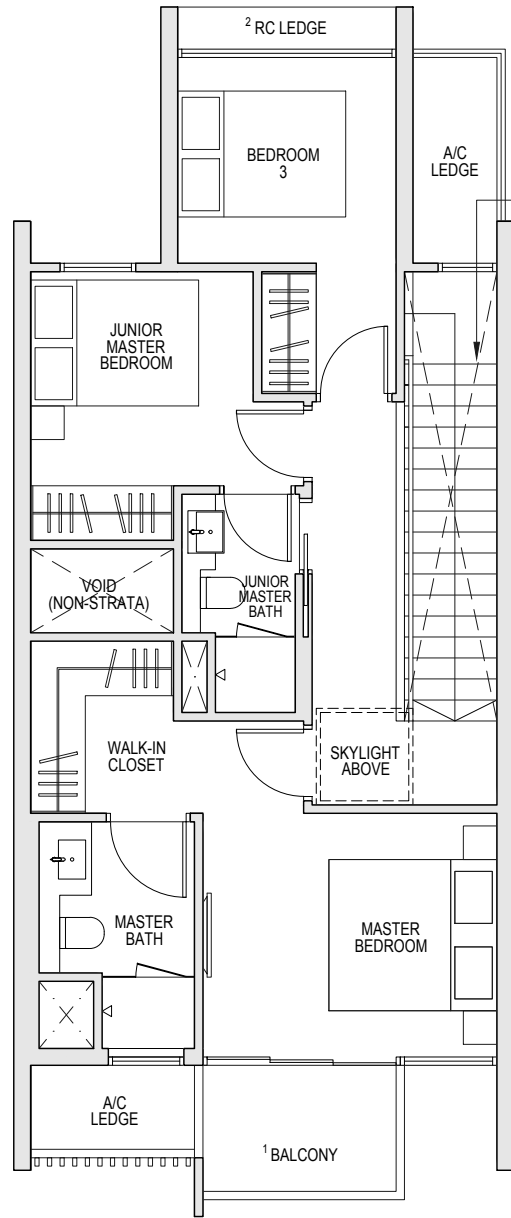 ² RC LEDGE
BEDROOM
3
A/C
LEDGE
JUNIOR
MASTER
BEDROOM
VOID
(NON-STRATA)
JUNIOR
MASTER
BATH
WALK-IN
CLOSET
SKYLIGHT
ABOVE
MASTER
BATH
MASTER
BEDROOM
A/C
LEDGE
¹ BALCONY